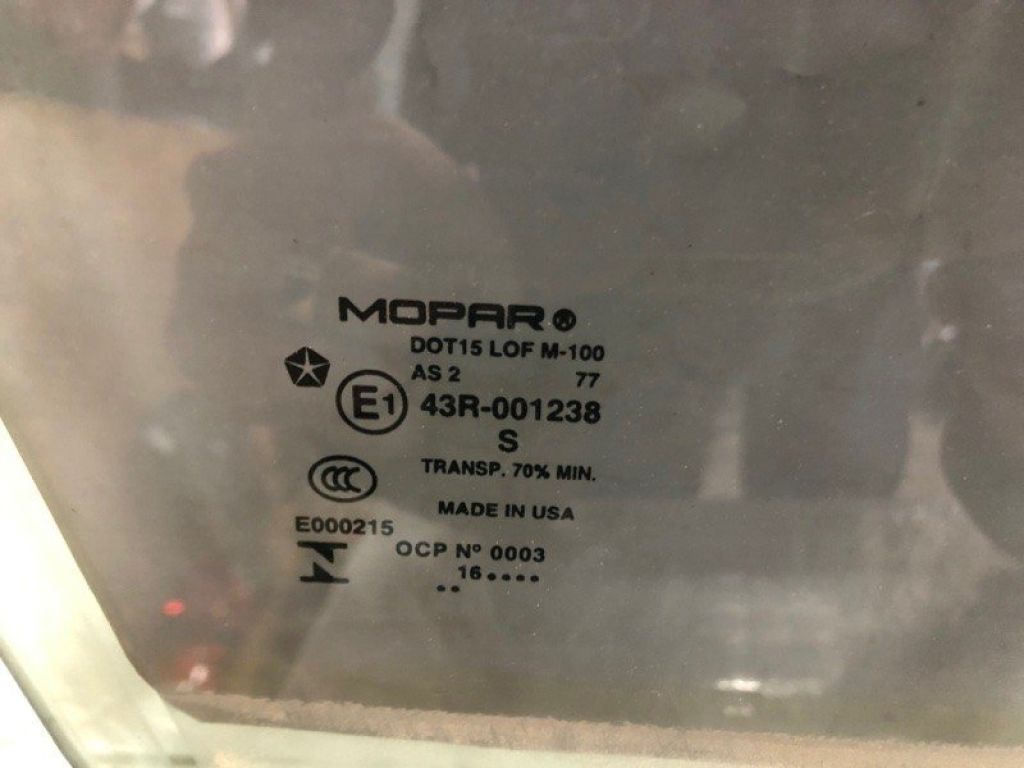 MOPAR®
DOT15 LOF M-100
AS 2 77
E1 43R-001238
S
CCC
TRANSP. 70% MIN.
MADE IN USA
E000215
OCP Nº 0003
16••••
••